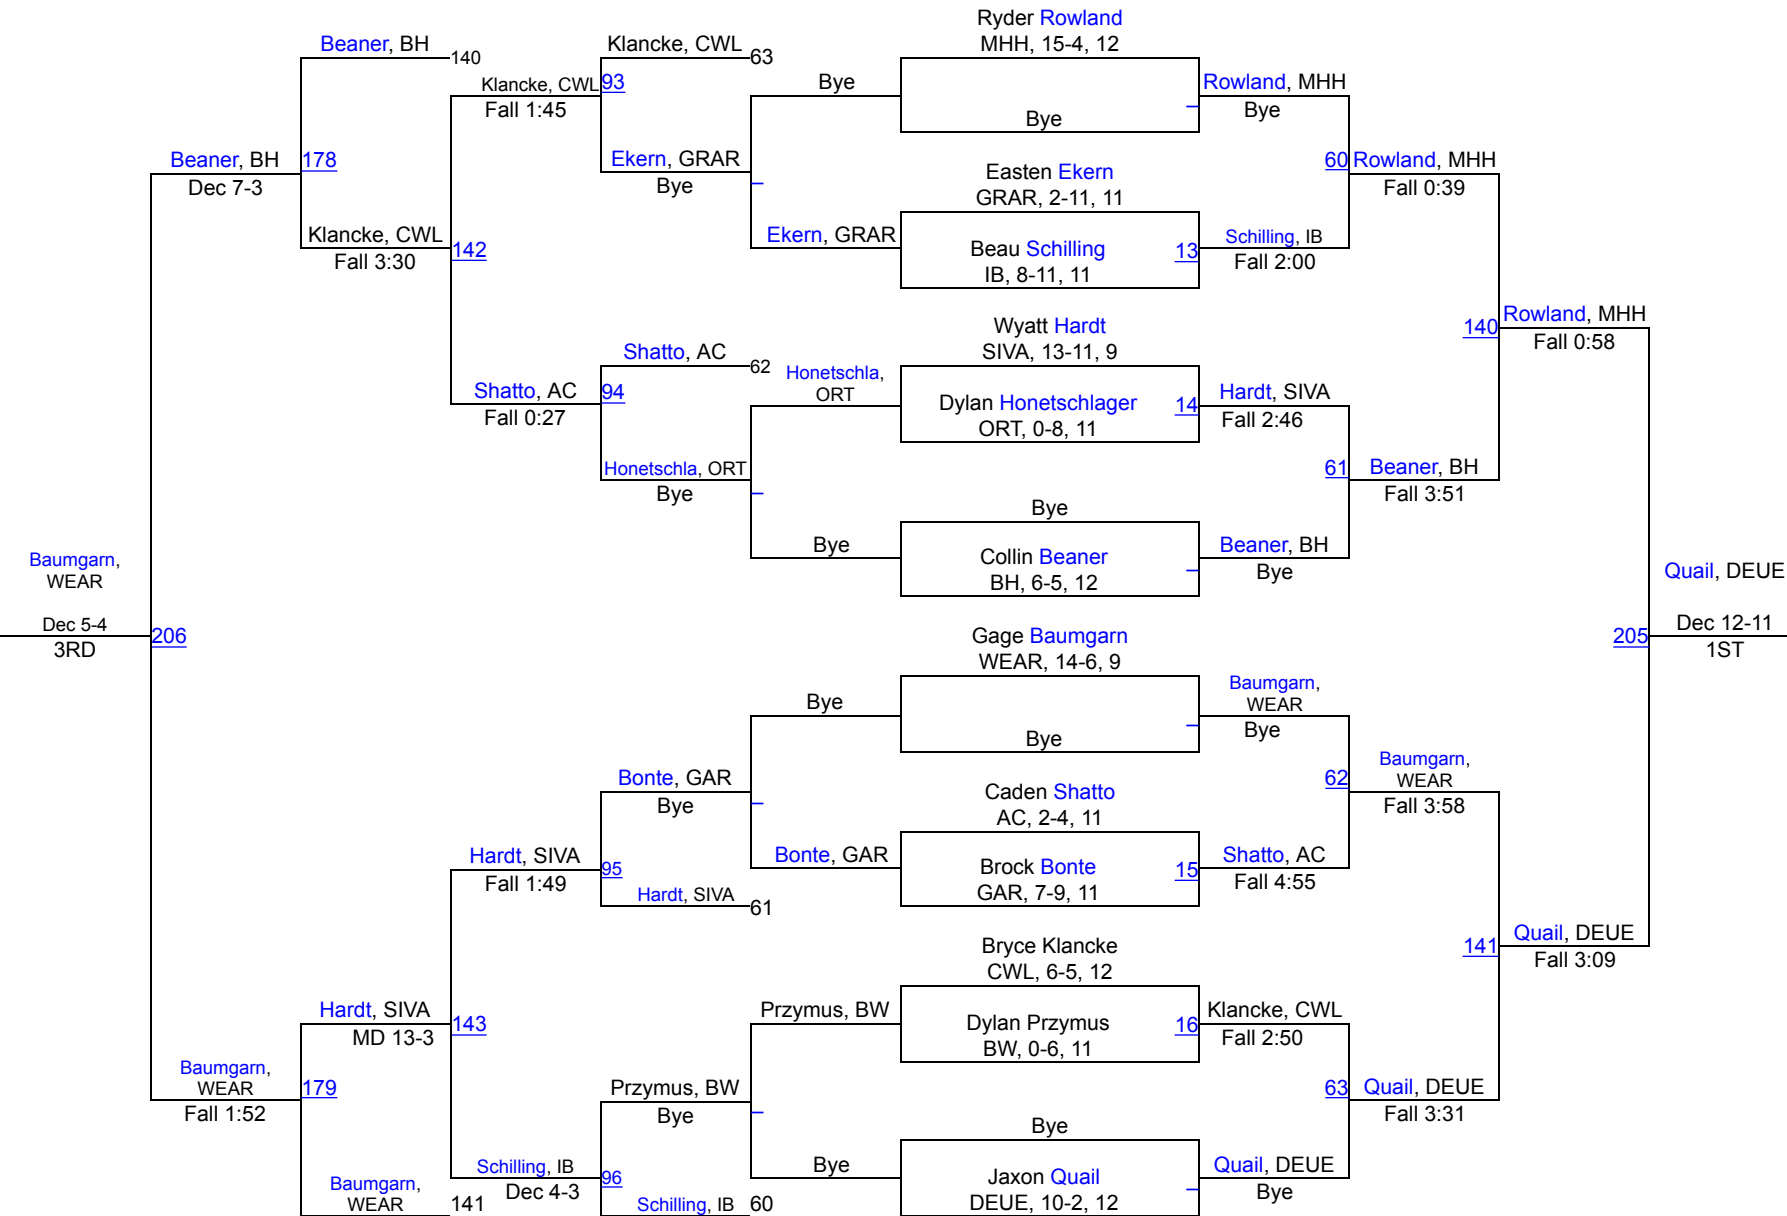 Ryder Rowland
MHH, 15-4, 12
Bye
Easten Ekern
GRAR, 2-11, 11
Beau Schilling
13
IB, 8-11, 11
Wyatt Hardt
SIVA, 13-11, 9
Dylan Honetschlager
14
ORT, 0-8, 11
Bye
Collin Beaner
BH, 6-5, 12
Gage Baumgarn
WEAR, 14-6, 9
Bye
Caden Shatto
AC, 2-4, 11
Brock Bonte
15
GAR, 7-9, 11
Bryce Klancke
CWL, 6-5, 12
Dylan Przymus
16
BW, 0-6, 11
Bye
Jaxon Quail
DEUE, 10-2, 12
Rowland, MHH
Bye
Schilling, IB
Fall 2:00
Hardt, SIVA
Fall 2:46
Beaner, BH
Bye
Baumgarn,
WEAR
Bye
Shatto, AC
Fall 4:55
Klancke, CWL
Fall 2:50
Quail, DEUE
Bye
60
Rowland, MHH
Fall 0:39
61
Beaner, BH
Fall 3:51
62
Baumgarn,
WEAR
Fall 3:58
63
Quail, DEUE
Fall 3:31
140
Rowland, MHH
Fall 0:58
141
Quail, DEUE
Fall 3:09
205
Quail, DEUE
Dec 12-11
1ST
Bye
Ekern, GRAR
Honetschla,
ORT
Bye
Bye
Bonte, GAR
Przymus, BW
Bye
Klancke, CWL
63
Ekern, GRAR
Bye
Shatto, AC
62
Honetschla, ORT
Bye
Bonte, GAR
Bye
Hardt, SIVA
61
Przymus, BW
Bye
Schilling, IB
60
Klancke, CWL
93
Fall 1:45
Shatto, AC
94
Fall 0:27
Hardt, SIVA
95
Fall 1:49
Schilling, IB
96
Dec 4-3
Beaner, BH
140
Klancke, CWL
142
Fall 3:30
Hardt, SIVA
143
MD 13-3
Baumgarn,
WEAR
141
Beaner, BH
178
Dec 7-3
Baumgarn,
WEAR
179
Fall 1:52
Baumgarn,
WEAR
206
Dec 5-4
3RD